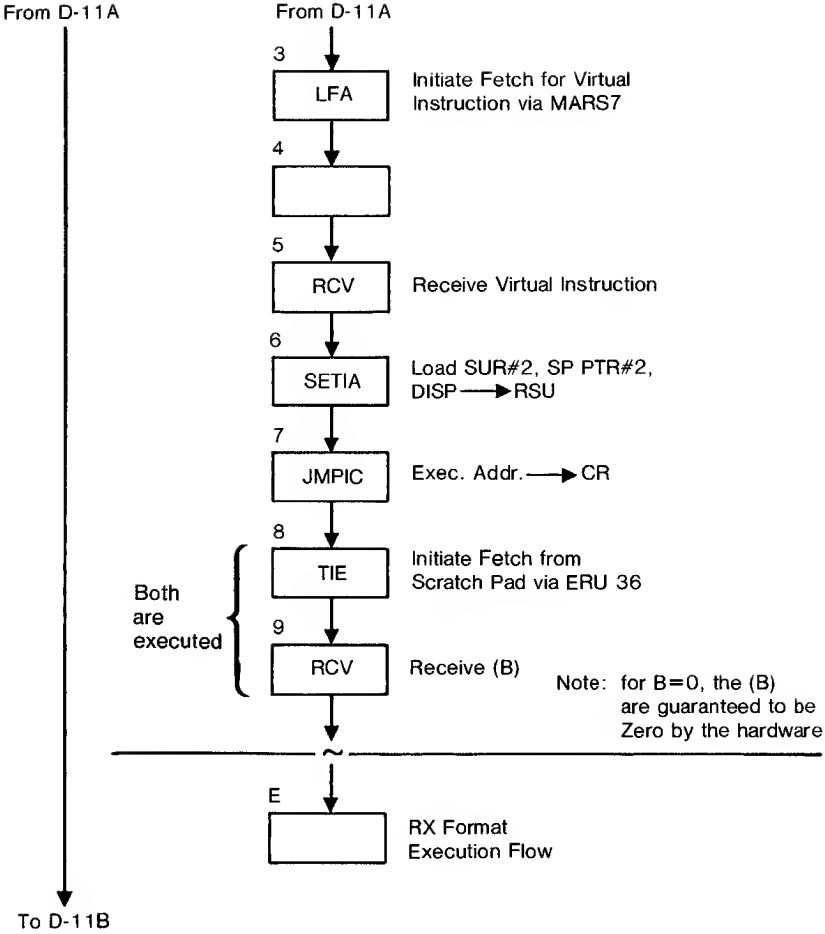 From D-11A
From D-11A
3
LFA
Initiate Fetch for Virtual
Instruction via MARS7
4
5
RCV
Receive Virtual Instruction
6
SETIA
Load SUR#2, SP PTR#2,
DISP → RSU
7
JMPIC
Exec. Addr. → CR
8
TIE
Initiate Fetch from
Scratch Pad via ERU 36
Both
are
executed
9
RCV
Receive (B)
Note: for B=0, the (B)
are guaranteed to be
Zero by the hardware
~
E
RX Format
Execution Flow
To D-11B